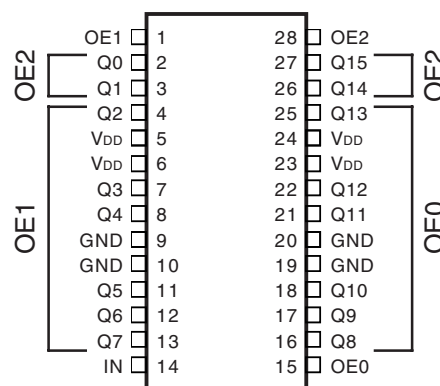 OE1 1 28 OE2
Q0 2 27 Q15
Q1 3 26 Q14
Q2 4 25 Q13
VDD 5 24 VDD
VDD 6 23 VDD
Q3 7 22 Q12
Q4 8 21 Q11
GND 9 20 GND
GND 10 19 GND
Q5 11 18 Q10
Q6 12 17 Q9
Q7 13 16 Q8
IN 14 15 OE0
OE2
OE1
OE2
OE0